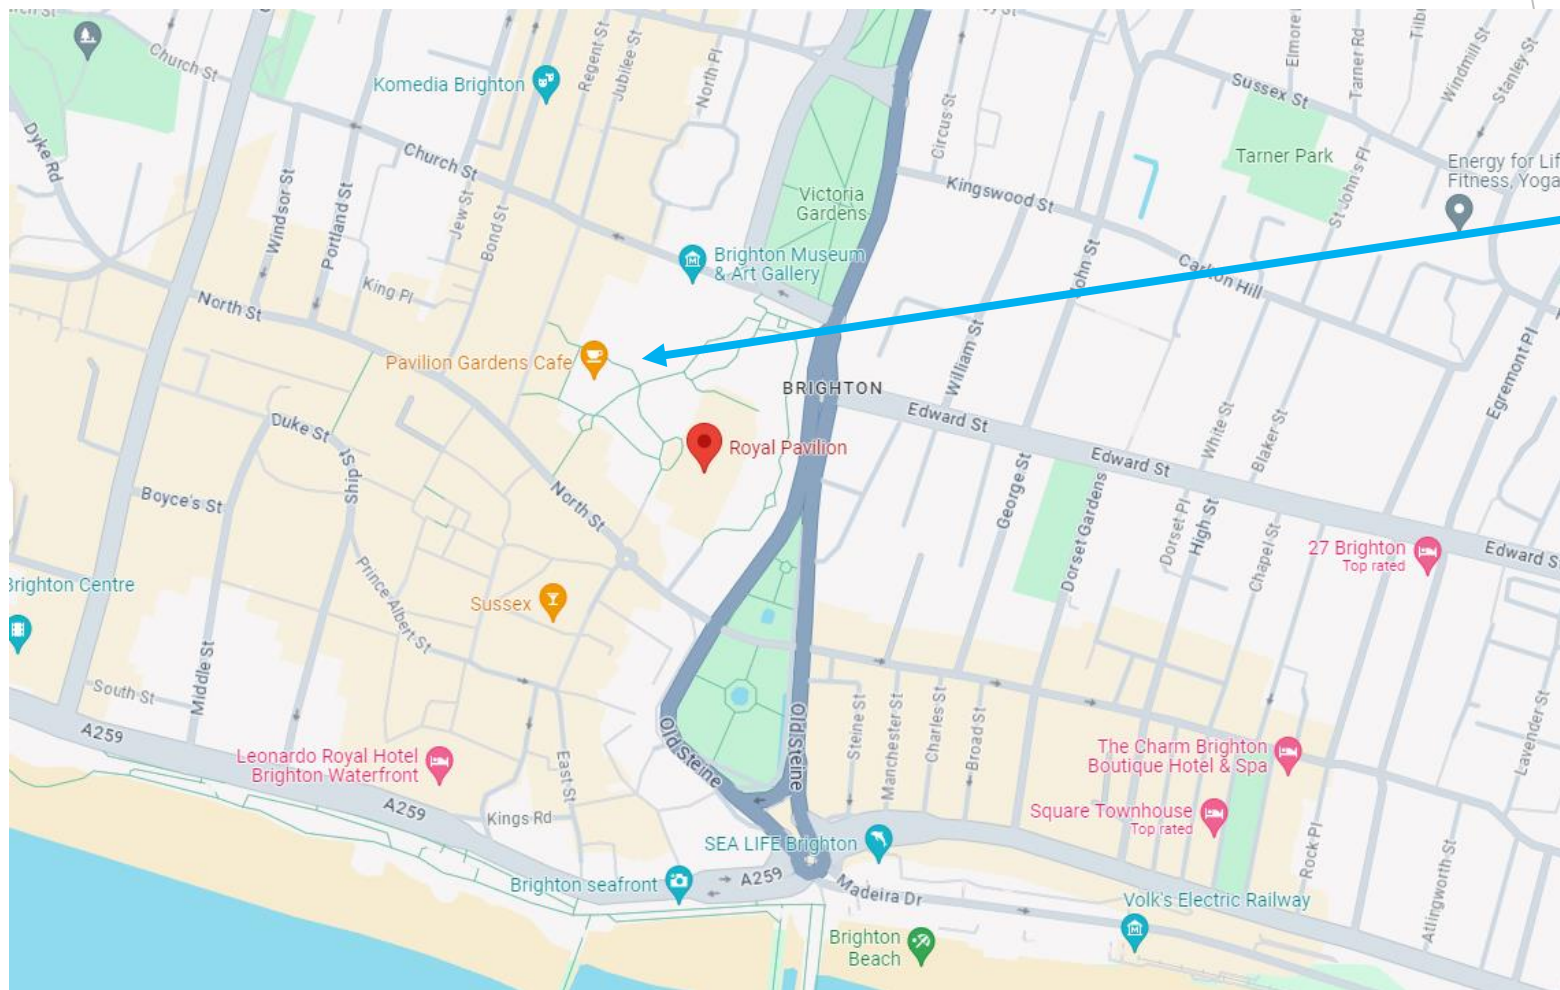 Church St
Komedia Brighton
Regent St
Jubilee St
North Pl
Circus St
Sussex St
Elmore
Tarner Rd
Windmill St
Stanley St
Dyke Rd
Church St
Victoria
Gardens
Kingswood St
Tarner Park
St John's Pl
Energy for Lif
Fitness, Yoga
Windsor St
Portland St
Jew St
Bond St
Brighton Museum
& Art Gallery
John St
Carlton Hill
King Pl
North St
Pavilion Gardens Cafe
BRIGHTON
William St
Egremont Pl
Edward St
Duke St
Ship St
Royal Pavilion
Edward St
White St
Blaker St
Boyce's St
North St
George St
Dorset Gardens
Dorset Pl
High St
Chapel St
27 Brighton
Top rated
Edward S
Brighton Centre
Prince Albert St
Sussex
Middle St
South St
A259
Old Steine
Old Steine
Steine St
Manchester St
Charles St
Broad St
Lavender St
Leonardo Royal Hotel
Brighton Waterfront
East St
The Charm Brighton
Boutique Hotel & Spa
A259
Kings Rd
Square Townhouse
Top rated
SEA LIFE Brighton
Rock Pl
Atlingworth St
Brighton seafront
A259
Madeira Dr
Volk's Electric Railway
Brighton
Beach